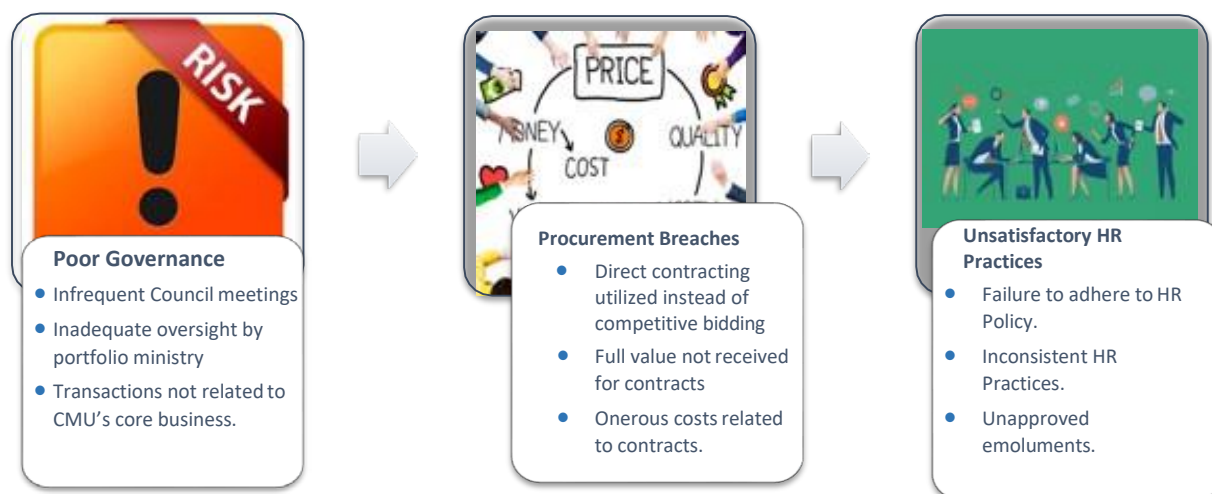 RISK
Poor Governance
• Infrequent Council meetings
• Inadequate oversight by
portfolio ministry
• Transactions not related to
CMU's core business.
PRICE
MONEY
COST
QUALITY
Procurement Breaches
• Direct contracting
utilized instead of
competitive bidding
• Full value not received
for contracts
• Onerous costs related
to contracts.
Unsatisfactory HR
Practices
• Failure to adhere to HR
Policy.
• Inconsistent HR
Practices.
• Unapproved
emoluments.